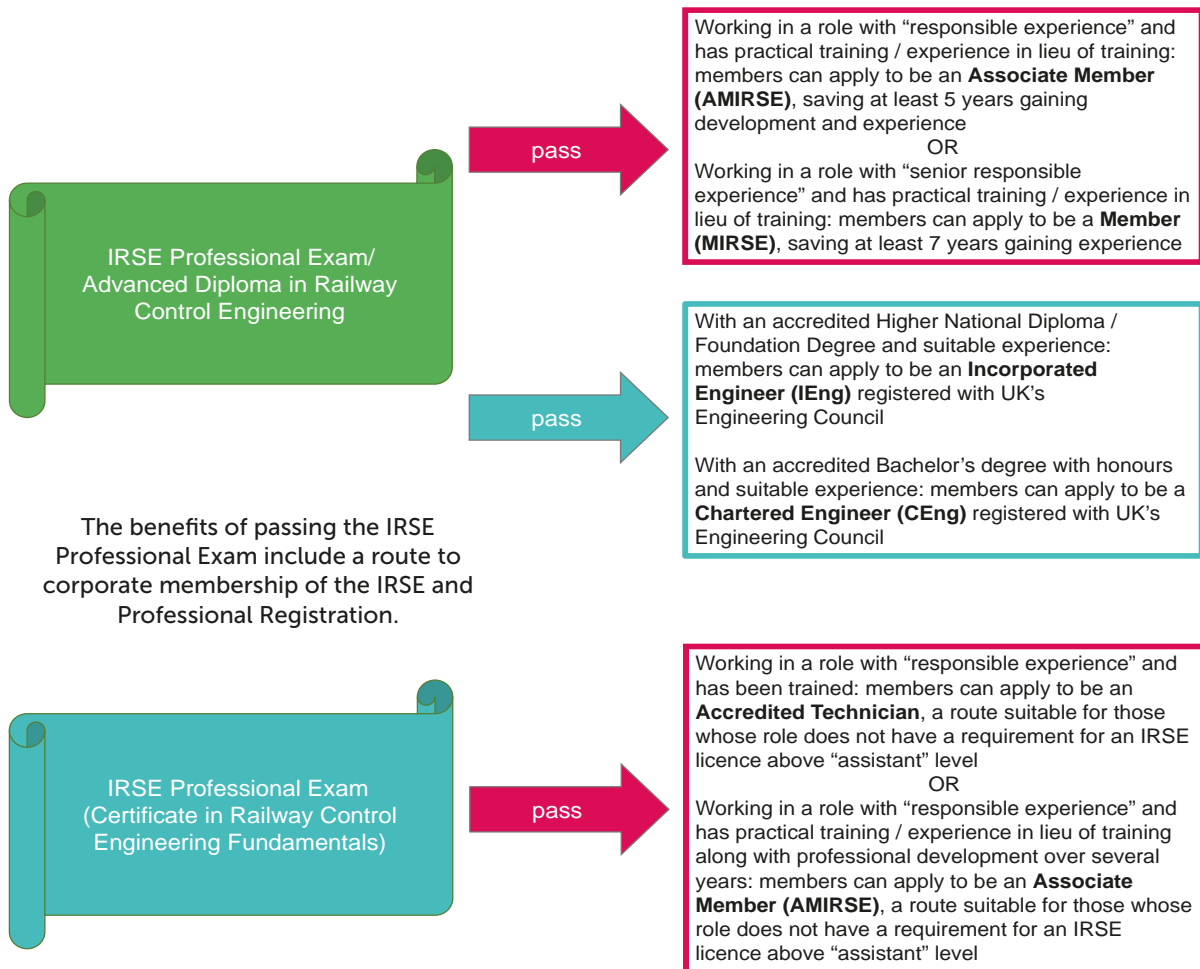 IRSE Professional Exam/
Advanced Diploma in Railway
Control Engineering
pass
Working in a role with “responsible experience” and
has practical training / experience in lieu of training:
members can apply to be an Associate Member
(AMIRSE), saving at least 5 years gaining
development and experience
OR
Working in a role with “senior responsible
experience” and has practical training / experience in
lieu of training: members can apply to be a Member
(MIRSE), saving at least 7 years gaining experience
pass
With an accredited Higher National Diploma /
Foundation Degree and suitable experience:
members can apply to be an Incorporated
Engineer (IEng) registered with UK’s
Engineering Council
With an accredited Bachelor’s degree with honours
and suitable experience: members can apply to be a
Chartered Engineer (CEng) registered with UK’s
Engineering Council
The benefits of passing the IRSE
Professional Exam include a route to
corporate membership of the IRSE and
Professional Registration.
IRSE Professional Exam
(Certificate in Railway Control
Engineering Fundamentals)
pass
Working in a role with “responsible experience” and
has been trained: members can apply to be an
Accredited Technician, a route suitable for those
whose role does not have a requirement for an IRSE
licence above “assistant” level
OR
Working in a role with “responsible experience” and
has practical training / experience in lieu of training
along with professional development over several
years: members can apply to be an Associate
Member (AMIRSE), a route suitable for those whose
role does not have a requirement for an IRSE
licence above “assistant” level